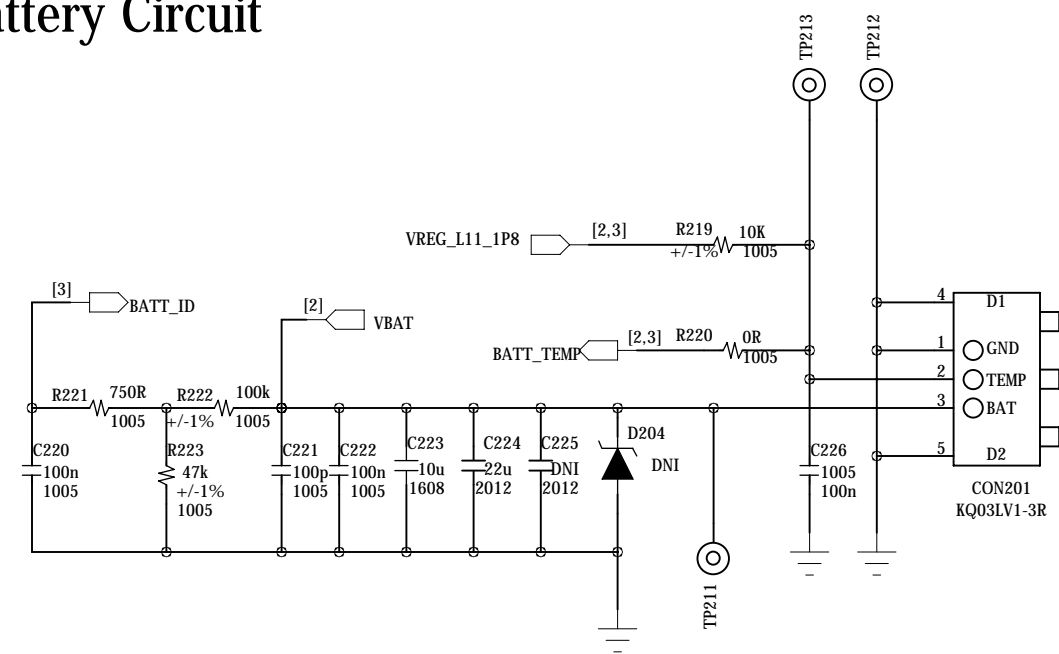 attery Circuit
TP213
TP212
VREG_L11_1P8
[2,3]
R219
10K
+/-1%
1005
[3]
BATT_ID
[2]
VBAT
BATT_TEMP
[2,3]
R220
0R
1005
4
D1
1
GND
2
TEMP
3
BAT
5
D2
CON201
KQ03LV1-3R
R221
750R
1005
R222
100k
+/-1%
1005
C220
100n
1005
R223
47k
+/-1%
1005
C221
100p
1005
C222
100n
1005
C223
10u
1608
C224
22u
2012
C225
DNI
2012
D204
DNI
C226
1005
100n
TP211